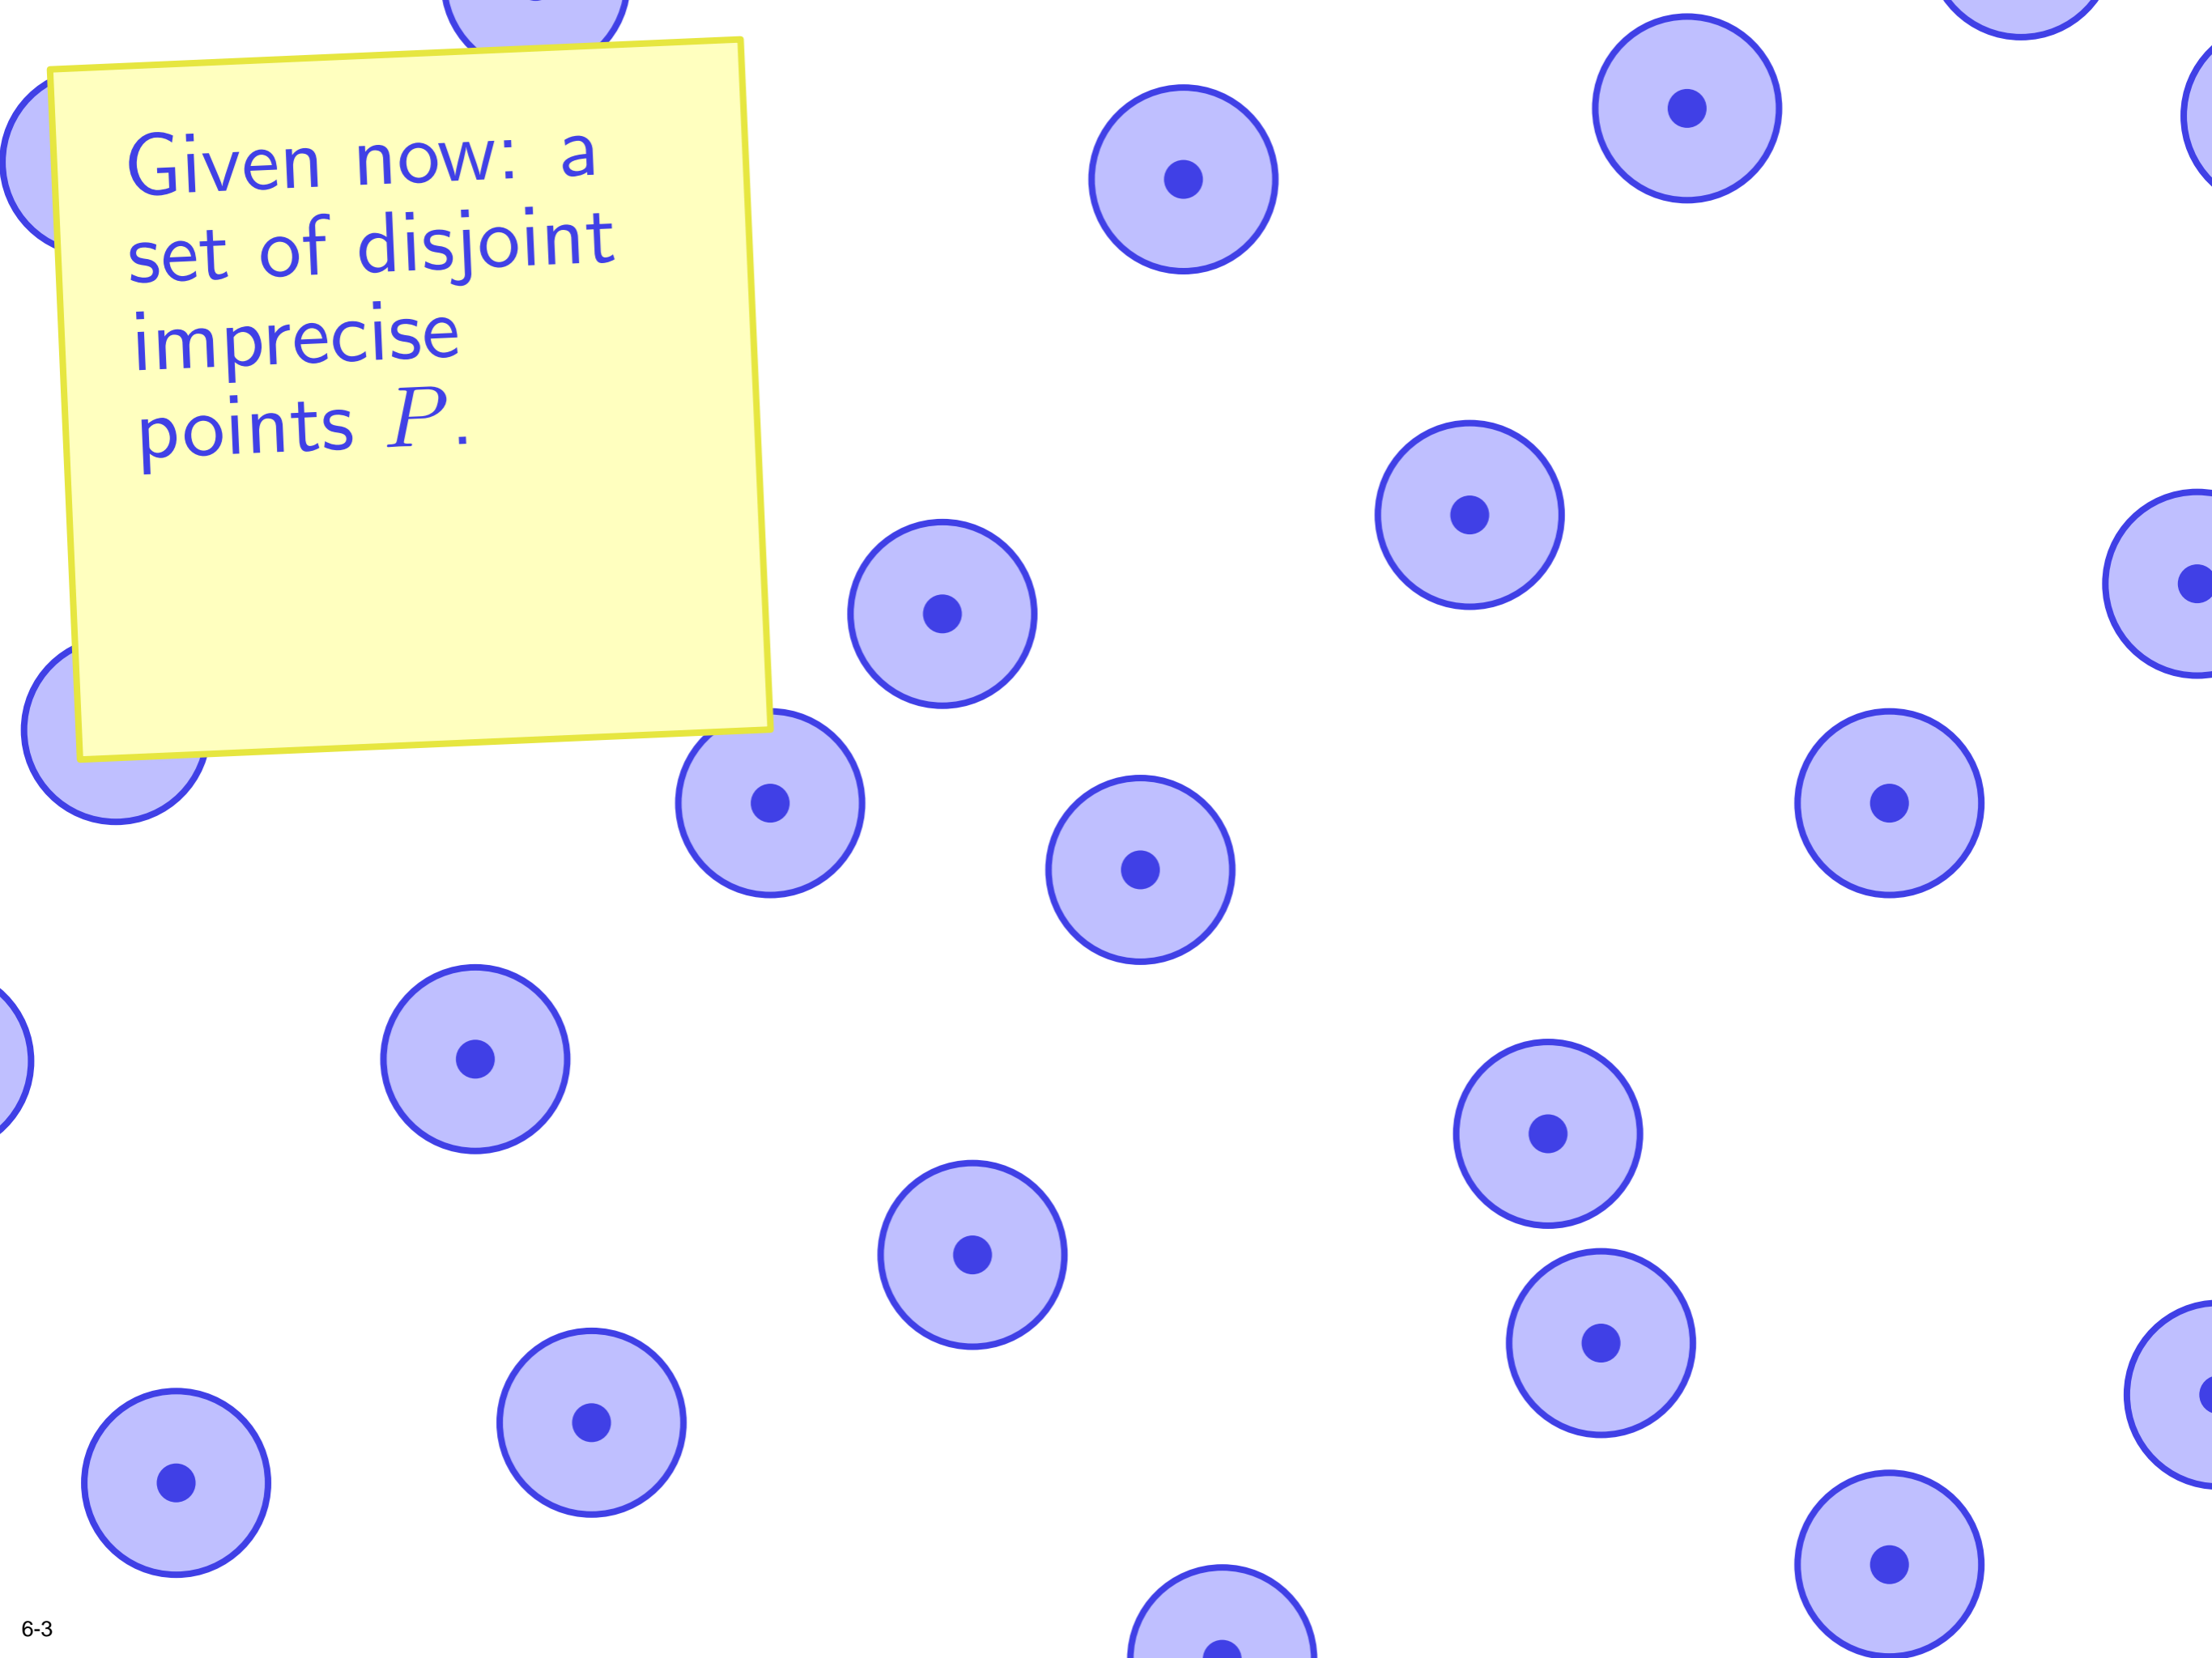 Given now: a
set of disjoint
imprecise
points P.
6-3